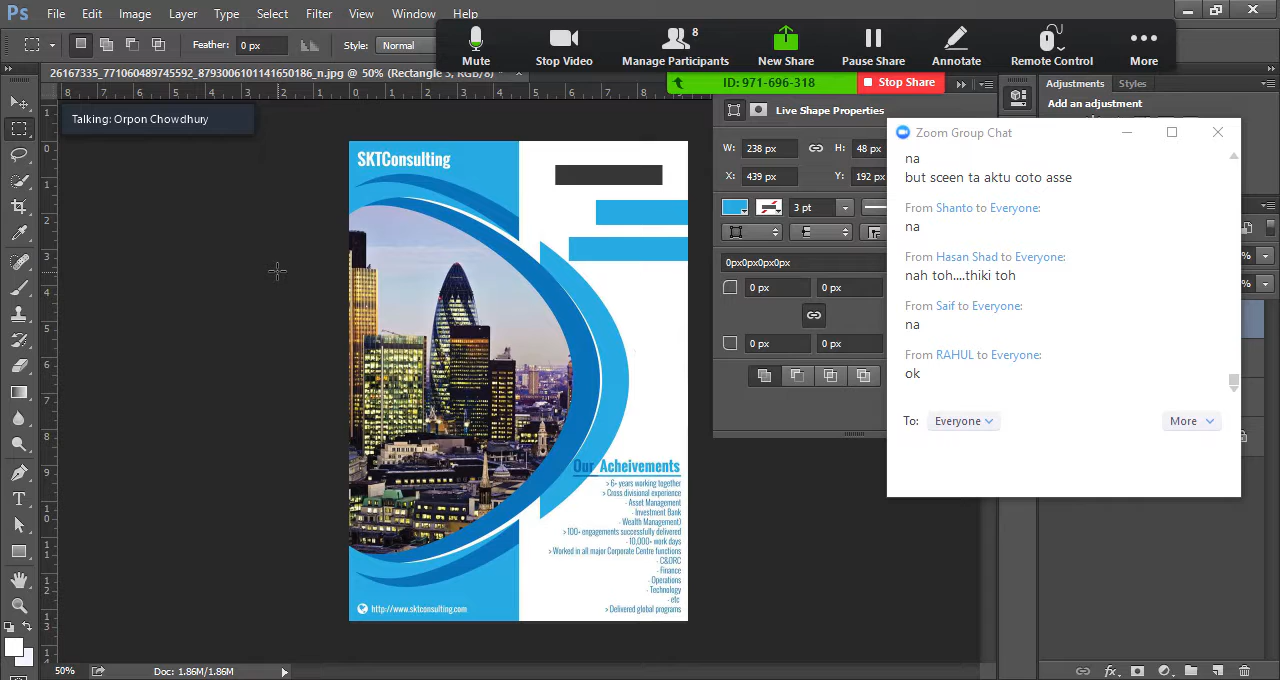 Ps File Edit Image Layer Type Select Filter View Window Help
Feather: 0 px Style: Normal
Mute Stop Video Manage Participants 8 New Share Pause Share Annotate Remote Control More
ID: 971-696-318 Stop Share
26167335_771060489745592_8793006101141650186_n.jpg @ 50% (Rectangle 3, RGB/8)
Talking: Orpon Chowdhury
Live Shape Properties
W: 238 px H: 48 px
X: 439 px Y: 192 px
3 pt
0px0px0px0px
0 px 0 px
0 px 0 px
Adjustments Styles
Add an adjustment
Zoom Group Chat
na
but sceen ta aktu coto asse
From Shanto to Everyone:
na
From Hasan Shad to Everyone:
nah toh....thiki toh
From Saif to Everyone:
na
From RAHUL to Everyone:
ok
To: Everyone More
SKTConsulting
Our Acheivements
> 6+ years working together
> Cross divisional experience
- Asset Management
- Investment Bank
- Wealth Management)
> 100+ engagements successfully delivered
- 10,000+ work days
> Worked in all major Corporate Centre functions
- C&ORC
- Finance
- Operations
- Technology
- etc
> Delivered global programs
http://www.sktconsulting.com
50% Doc: 1.86M/1.86M